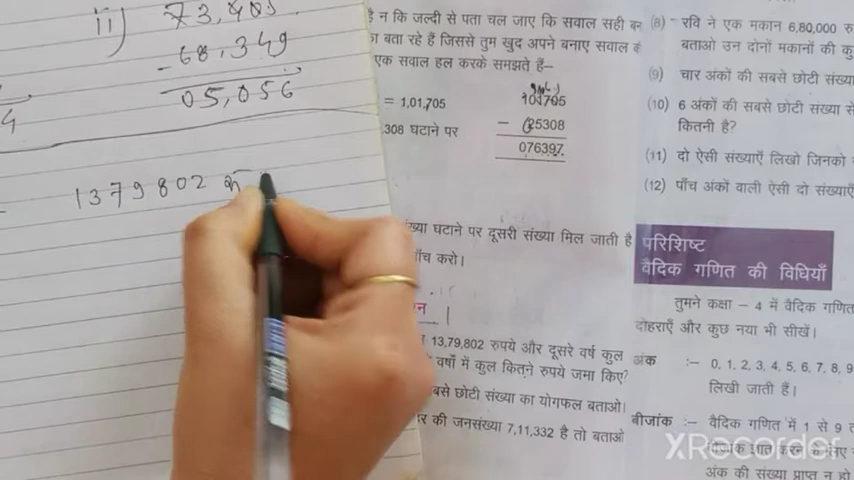 ii) 73,405
- 68,349
05,056
4
1379802 क
है न कि जल्दी से पता चल जाए कि सवाल सही बन
का बता रहे हैं जिससे तुम खुद अपने बनाए सवाल
एक सवाल हल करके समझते हैं–
= 1,01,705
308 घटाने पर
101705
- 25308
076397
संख्या घटाने पर दूसरी संख्या मिल जाती है
जाँच करो।
13,79,802 रुपये और दूसरे वर्ष कुल
वर्षों में कुल कितने रुपये जमा किए?
बसे छोटी संख्या का योगफल बताओ।
र की जनसंख्या 7,11,332 है तो बताओ
(8) रवि ने एक मकान 6,80,000 रु
बताओ उन दोनों मकानों की कु
(9) चार अंकों की सबसे छोटी संख्या
(10) 6 अंकों की सबसे छोटी संख्या से
कितनी है?
(11) दो ऐसी संख्याएँ लिखो जिनको
(12) पाँच अंकों वाली ऐसी दो संख्याएँ
परिशिष्ट
वैदिक गणित की विधियाँ
तुमने कक्षा – 4 में वैदिक गणित
दोहराएँ और कुछ नया भी सीखें।
अंक :– 0, 1, 2, 3, 4, 5, 6, 7, 8, 9
लिखी जाती हैं।
बीजांक :– वैदिक गणित में 1 से 9 त
बीजांक ज्ञात करने के लिए
अंक की संख्या प्राप्त न हो
XRecorder